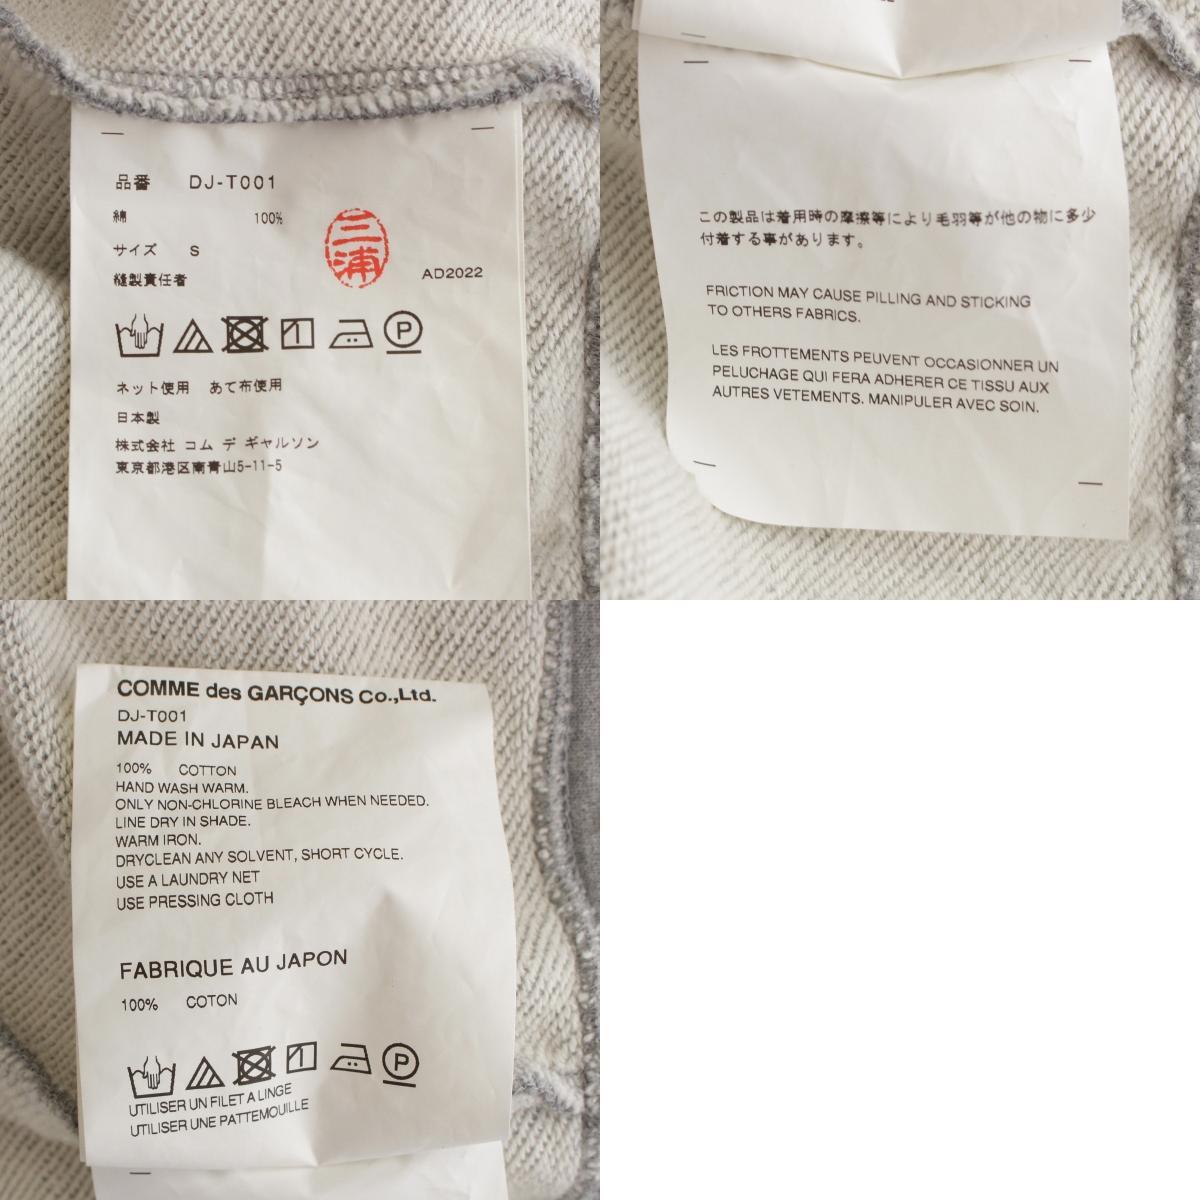 品番 DJ-T001
綿 100%
サイズ S
縫製責任者
三浦
AD2022
P
ネット使用 あて布使用
日本製
株式会社 コム デ ギャルソン
東京都港区南青山5-11-5
この製品は着用時の摩擦等により毛羽等が他の物に多少
付着する事があります。
FRICTION MAY CAUSE PILLING AND STICKING
TO OTHERS FABRICS.
LES FROTTEMENTS PEUVENT OCCASIONNER UN
PELUCHAGE QUI FERA ADHERER CE TISSU AUX
AUTRES VETEMENTS. MANIPULER AVEC SOIN.
COMME des GARÇONS Co.,Ltd.
DJ-T001
MADE IN JAPAN
100% COTTON
HAND WASH WARM.
ONLY NON-CHLORINE BLEACH WHEN NEEDED.
LINE DRY IN SHADE.
WARM IRON.
DRYCLEAN ANY SOLVENT, SHORT CYCLE.
USE A LAUNDRY NET
USE PRESSING CLOTH
FABRIQUE AU JAPON
100% COTON
P
UTILISER UN FILET A LINGE
UTILISER UNE PATTEMOUILLE